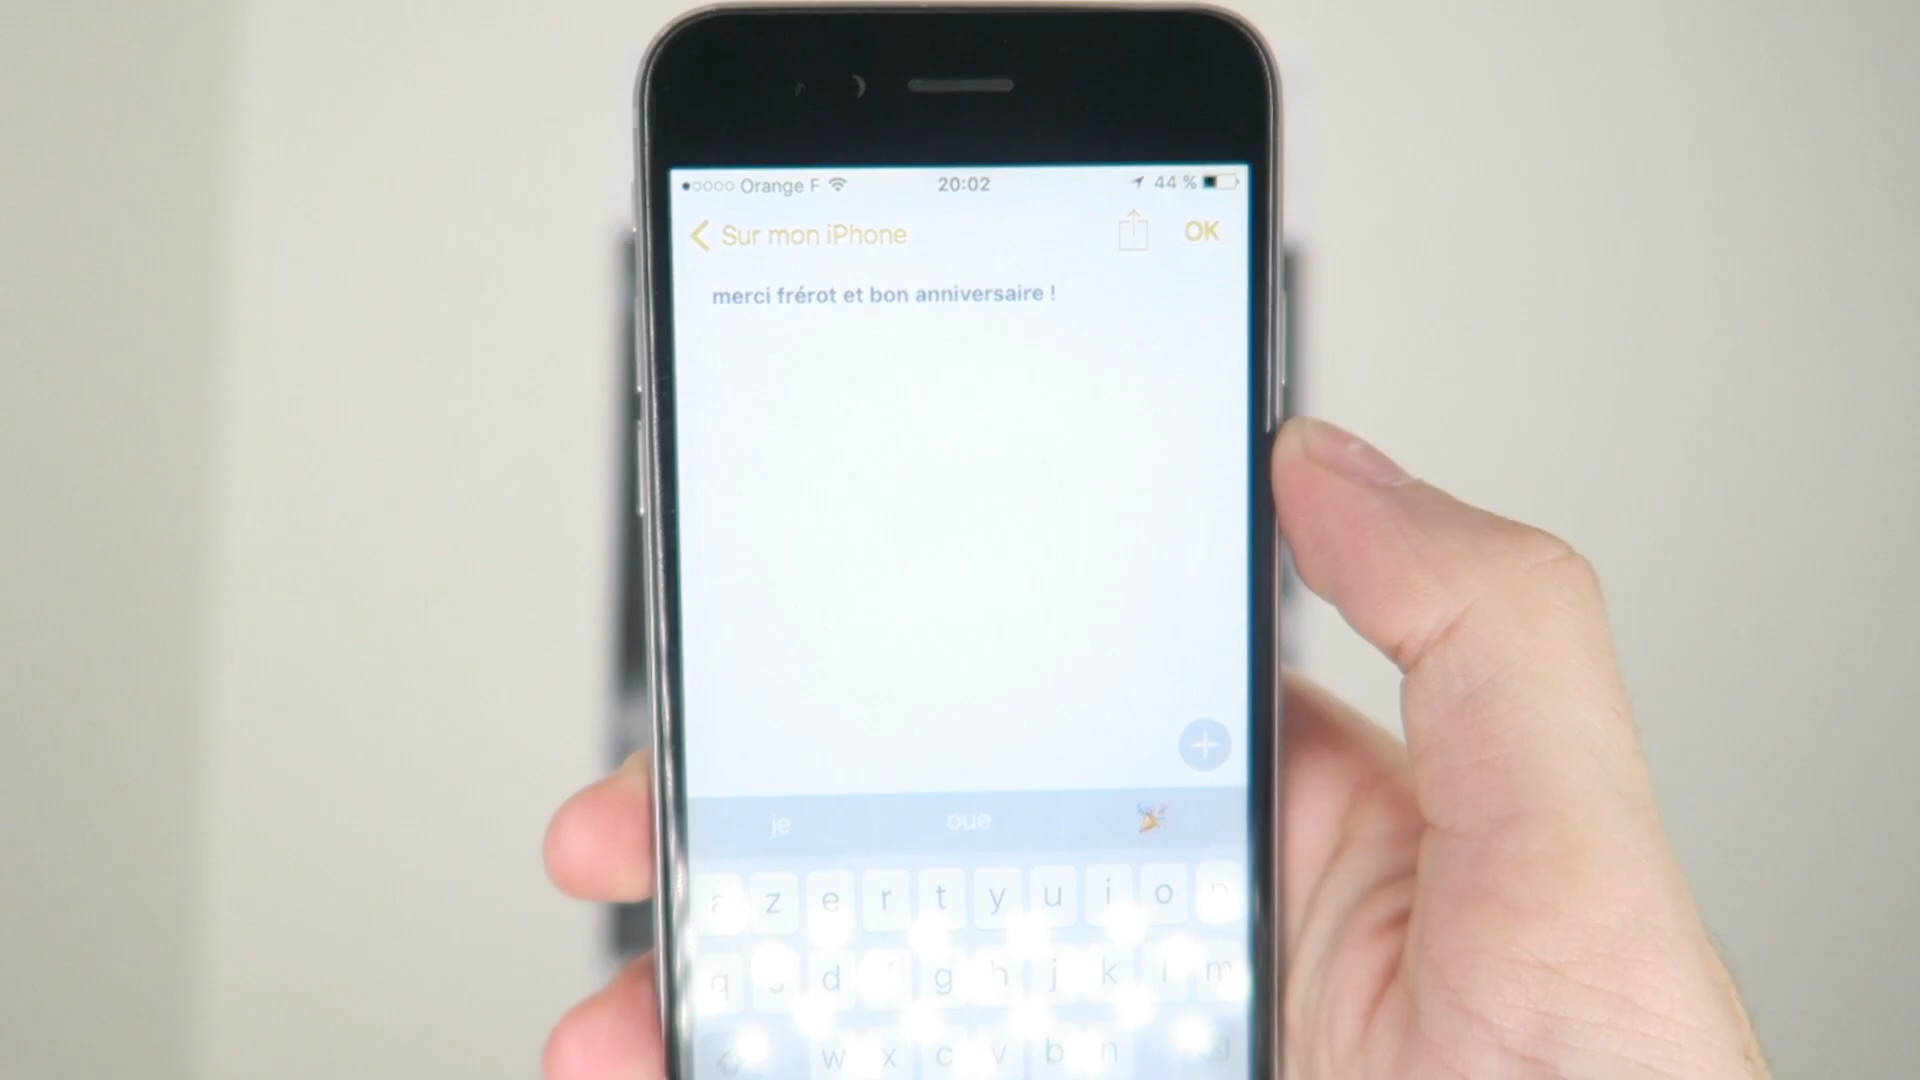 Orange F 20:02 44 %
Sur mon iPhone OK
merci frérot et bon anniversaire !
je oue
z e r t y u i o
q d g h j k l m
w x c v b n